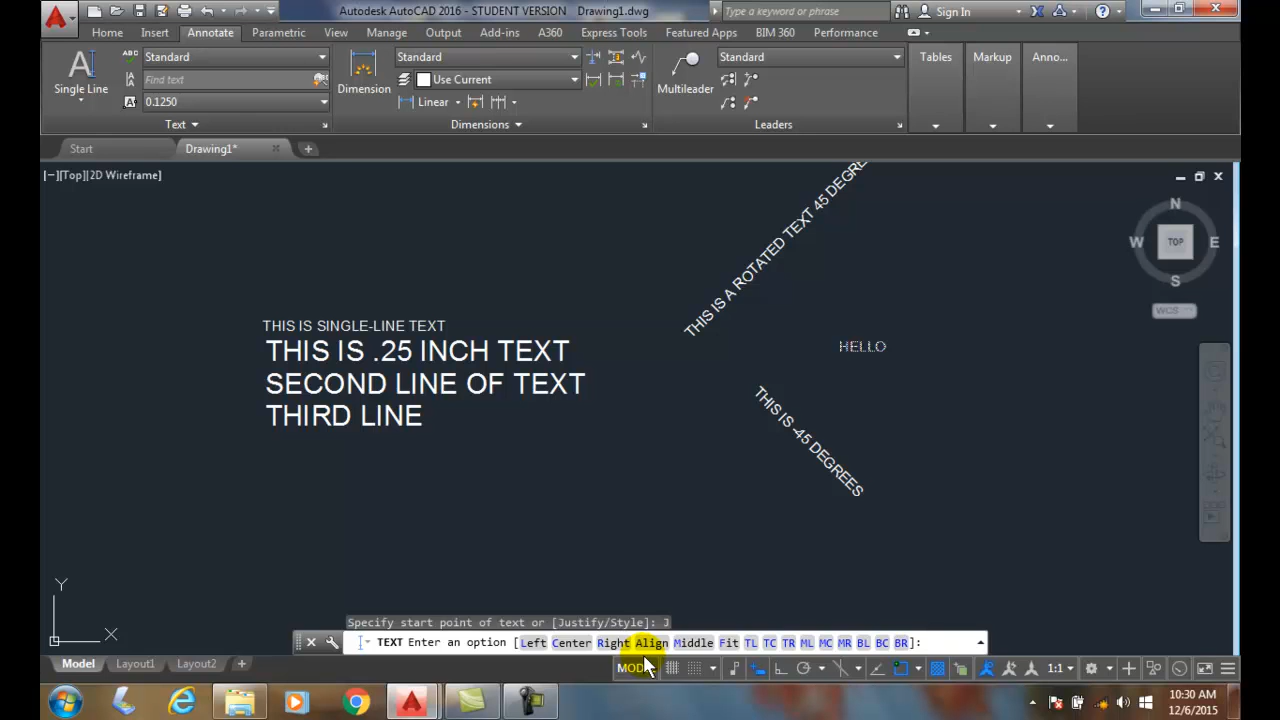 Autodesk AutoCAD 2016 - STUDENT VERSION Drawing1.dwg
Type a keyword or phrase
Sign In
Home Insert Annotate Parametric View Manage Output Add-ins A360 Express Tools Featured Apps BIM 360 Performance
A Single Line
ABC Standard
Find text
0.1250
Text
Dimension
Standard
Use Current
Linear
Dimensions
Multileader
Standard
Leaders
Tables
Markup
Anno...
Start Drawing1*
[−][Top][2D Wireframe]
N
W TOP E
S
WCS
THIS IS A ROTATED TEXT 45 DEGRE
THIS IS SINGLE-LINE TEXT
THIS IS .25 INCH TEXT
SECOND LINE OF TEXT
THIRD LINE
HELLO
THIS IS -45 DEGREES
Y
X
Specify start point of text or [Justify/Style]: J
TEXT Enter an option [Left Center Right Align Middle Fit TL TC TR ML MC MR BL BC BR]:
Model Layout1 Layout2
MOD
1:1
10:30 AM
12/6/2015